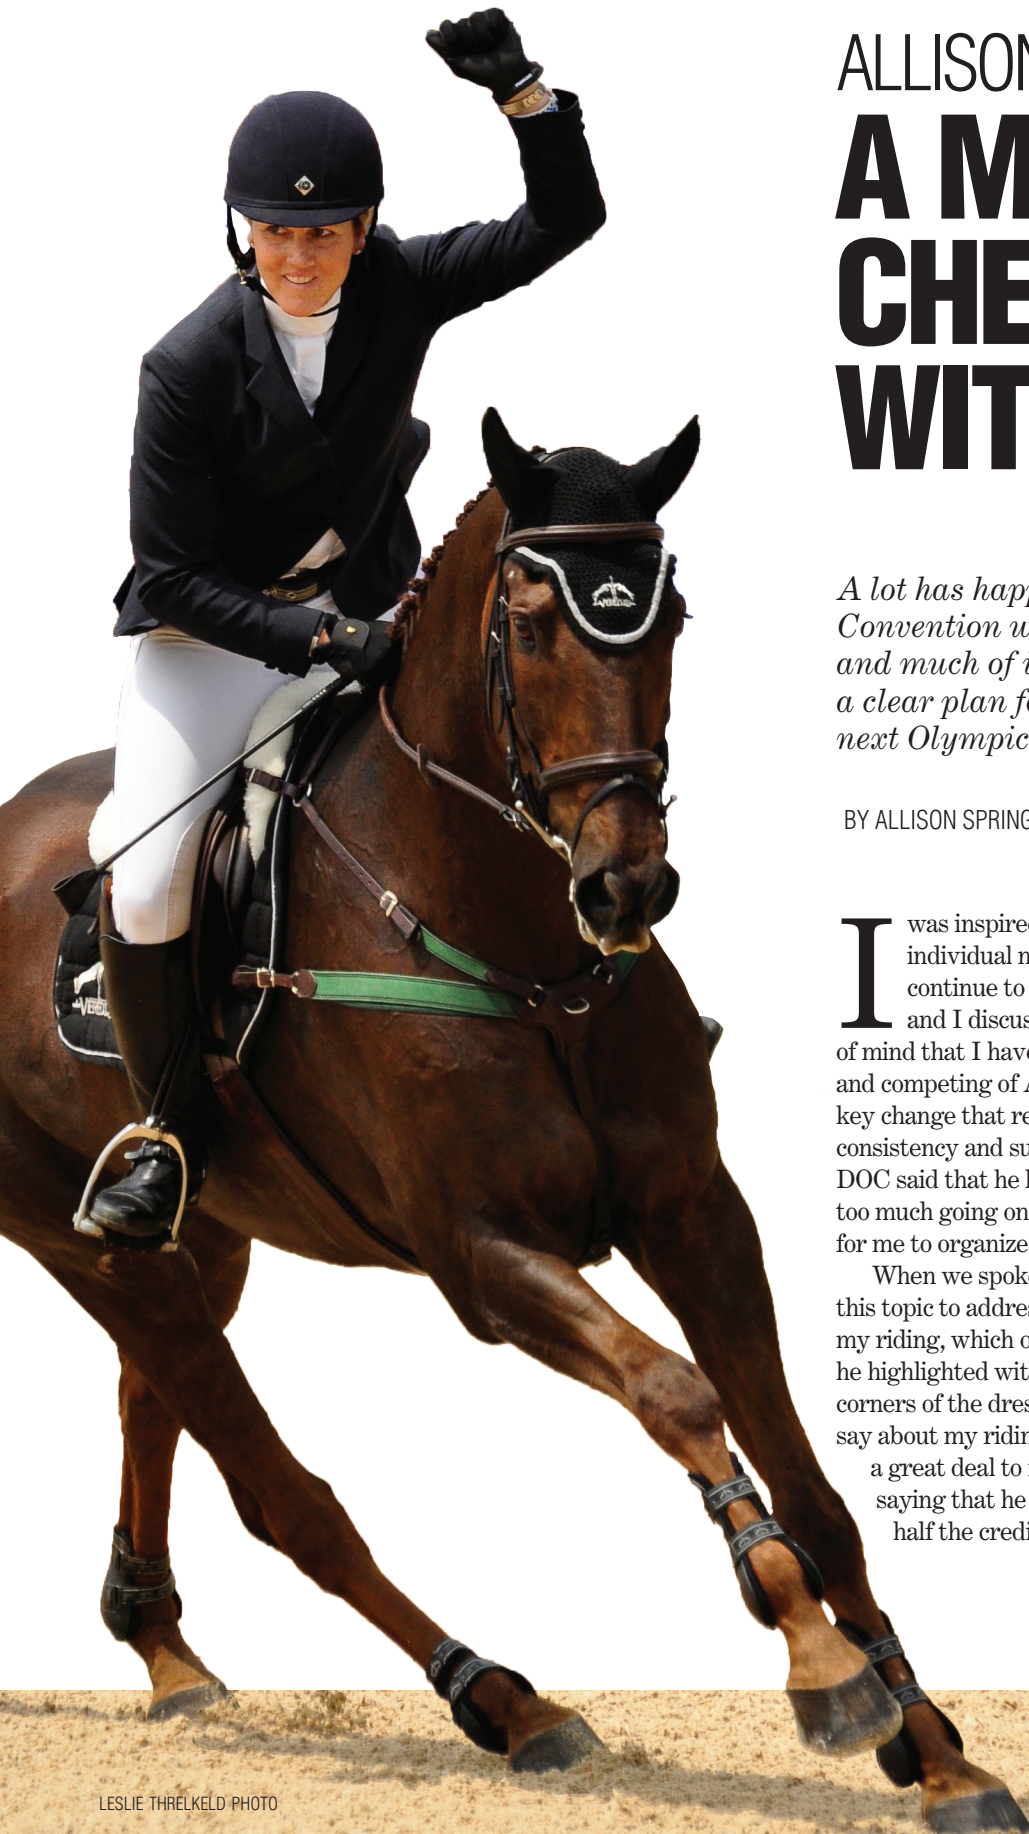 ALLISON
A M
CHE
WIT
A lot has hap
Convention w
and much of i
a clear plan f
next Olympic
BY ALLISON SPRING
I was inspire
individual
continue to
and I discus
of mind that I hav
and competing of
key change that re
consistency and su
DOC said that he
too much going on
for me to organize
When we spok
this topic to addre
my riding, which
he highlighted wit
corners of the dres
say about my ridin
a great deal to
saying that he
half the credi
LESLIE THRELKELD PHOTO